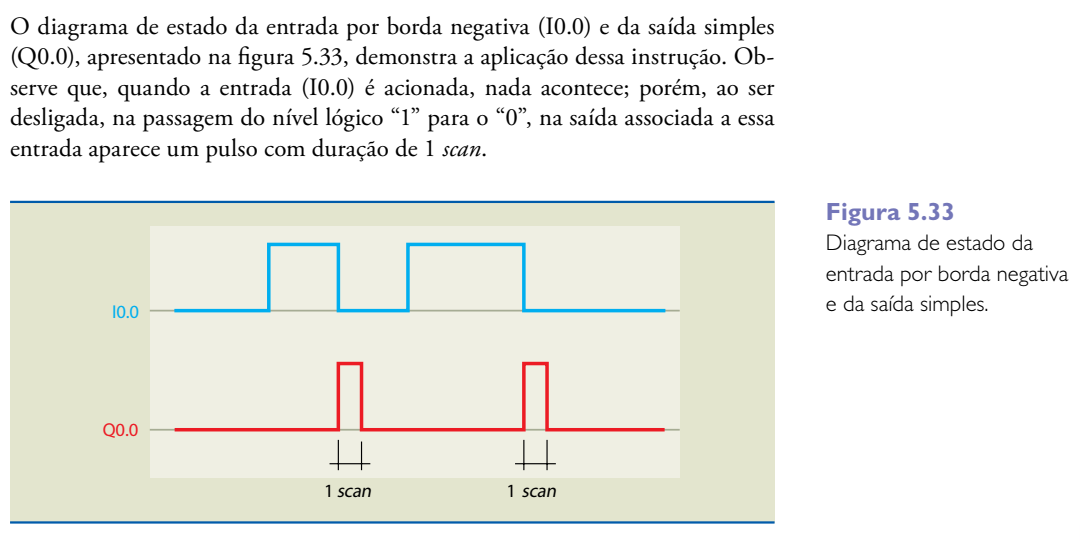 O diagrama de estado da entrada por borda negativa (I0.0) e da saída simples
(Q0.0), apresentado na figura 5.33, demonstra a aplicação dessa instrução. Ob-
serve que, quando a entrada (I0.0) é acionada, nada acontece; porém, ao ser
desligada, na passagem do nível lógico “1” para o “0”, na saída associada a essa
entrada aparece um pulso com duração de 1 scan.
Figura 5.33
Diagrama de estado da
entrada por borda negativa
e da saída simples.
I0.0
Q0.0
1 scan
1 scan